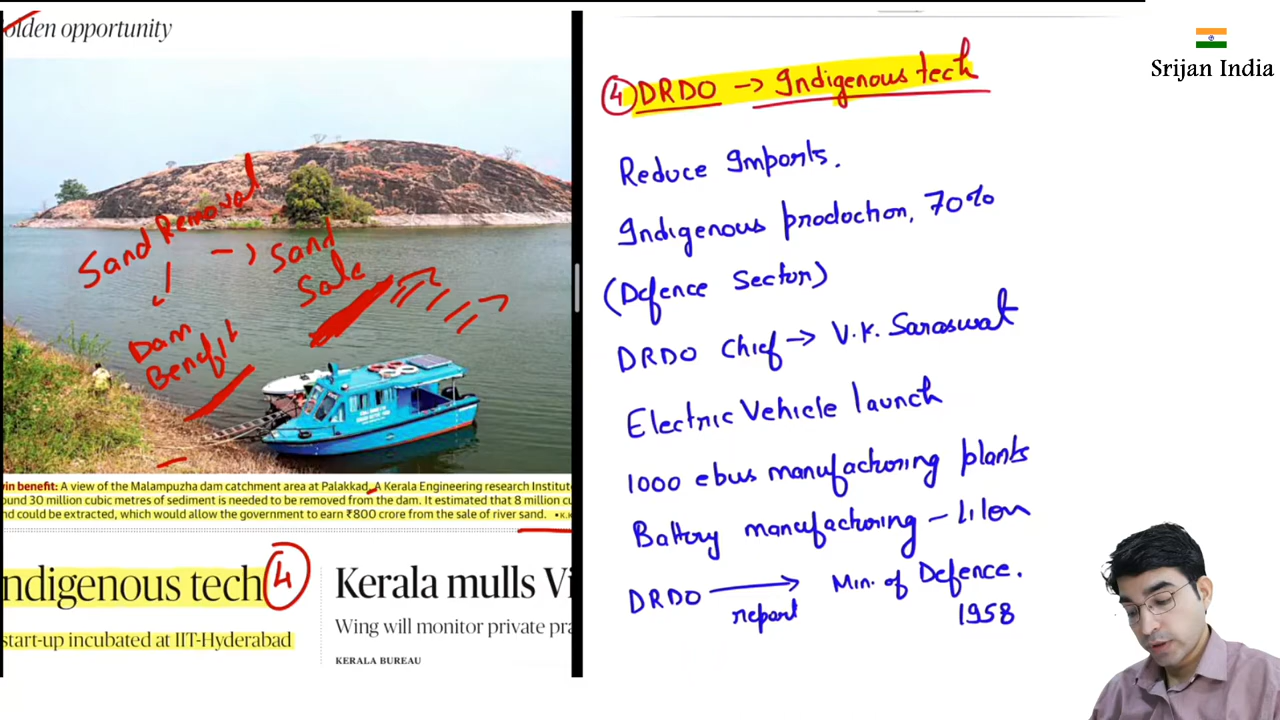 olden opportunity
Sand Removal
→ Sand
Sale
Dam
Benefit
win benefit: A view of the Malampuzha dam catchment area at Palakkad. A Kerala Engineering research Institute
ound 30 million cubic metres of sediment is needed to be removed from the dam. It estimated that 8 million cu
nd could be extracted, which would allow the government to earn ₹800 crore from the sale of river sand. •K.K
ndigenous tech 4
start-up incubated at IIT-Hyderabad
Kerala mulls Vi
Wing will monitor private pra
KERALA BUREAU
4 DRDO → Indigenous tech
Reduce Imports.
Indigenous production, 70%
(Defence Sector)
DRDO Chief → V.K. Saraswat
Electric Vehicle launch
1000 ebus manufactoring plants
Battery manufactoring - Li Ion
DRDO → Min. of Defence.
report 1958
Srijan India